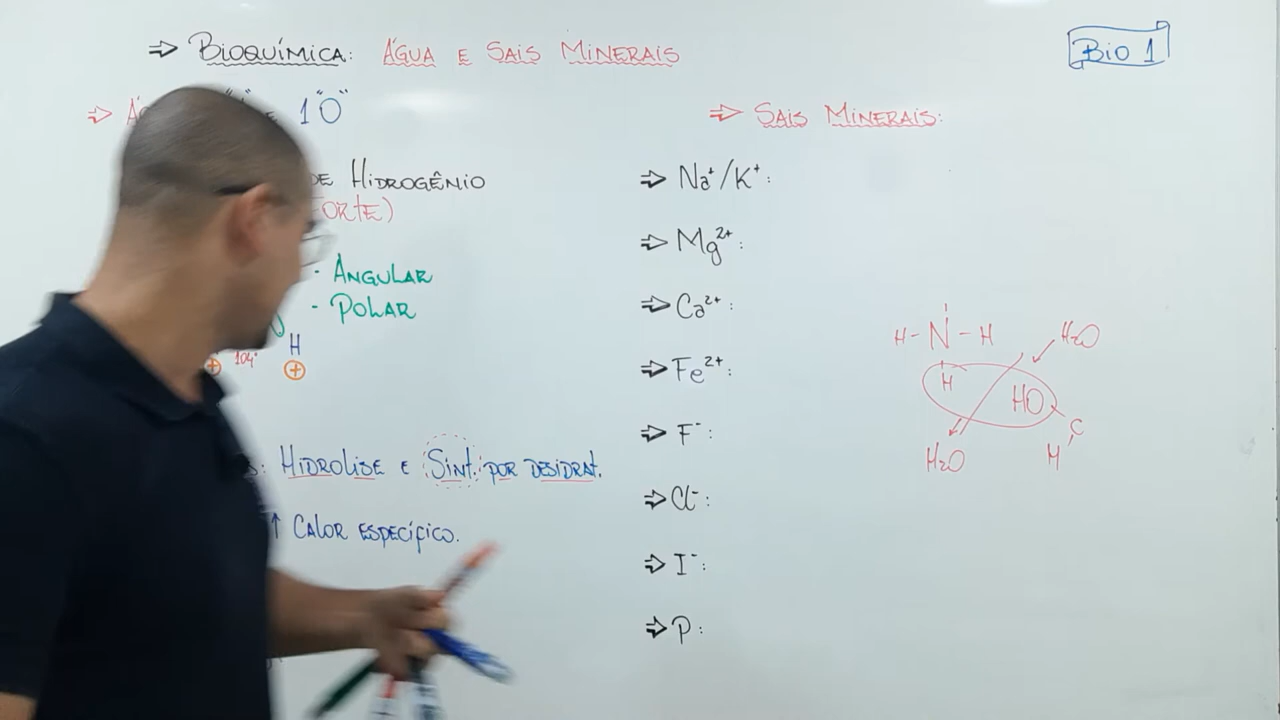 ⇒ BIOQUÍMICA: ÁGUA E SAIS MINERAIS
Bio 1
1 "O"
DE HIDROGÊNIO
ORTE)
- ANGULAR
- POLAR
H
104°
+ +
: HIDROLISE E SINT. POR DESIDRAT.
↑ CALOR ESPECÍFICO.
⇒ SAIS MINERAIS:
⇒ Na⁺/K⁺:
⇒ Mg²⁺:
⇒ Ca²⁺:
⇒ Fe²⁺:
⇒ F⁻:
⇒ Cl⁻:
⇒ I⁻:
⇒ P:
H-N-H H₂O
H HO
C
H₂O H